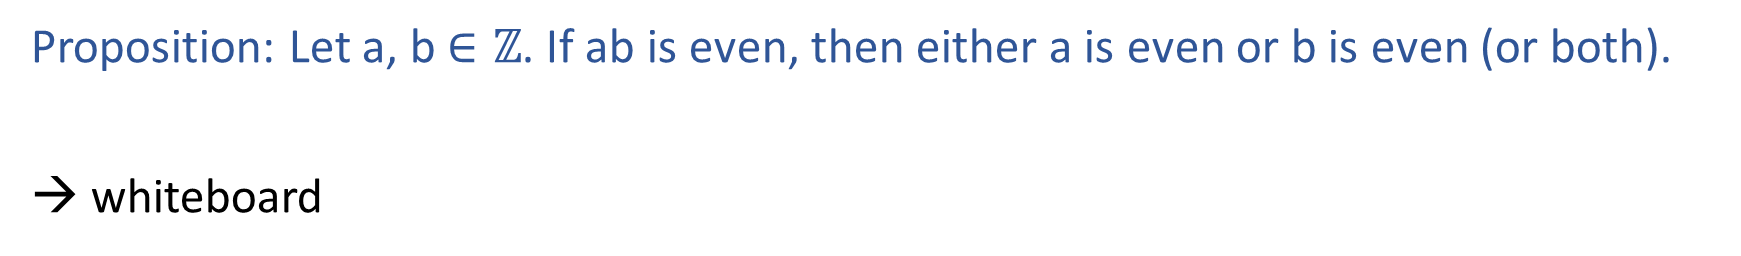 Proposition: Let a, b ∈ ℤ. If ab is even, then either a is even or b is even (or both).
→ whiteboard